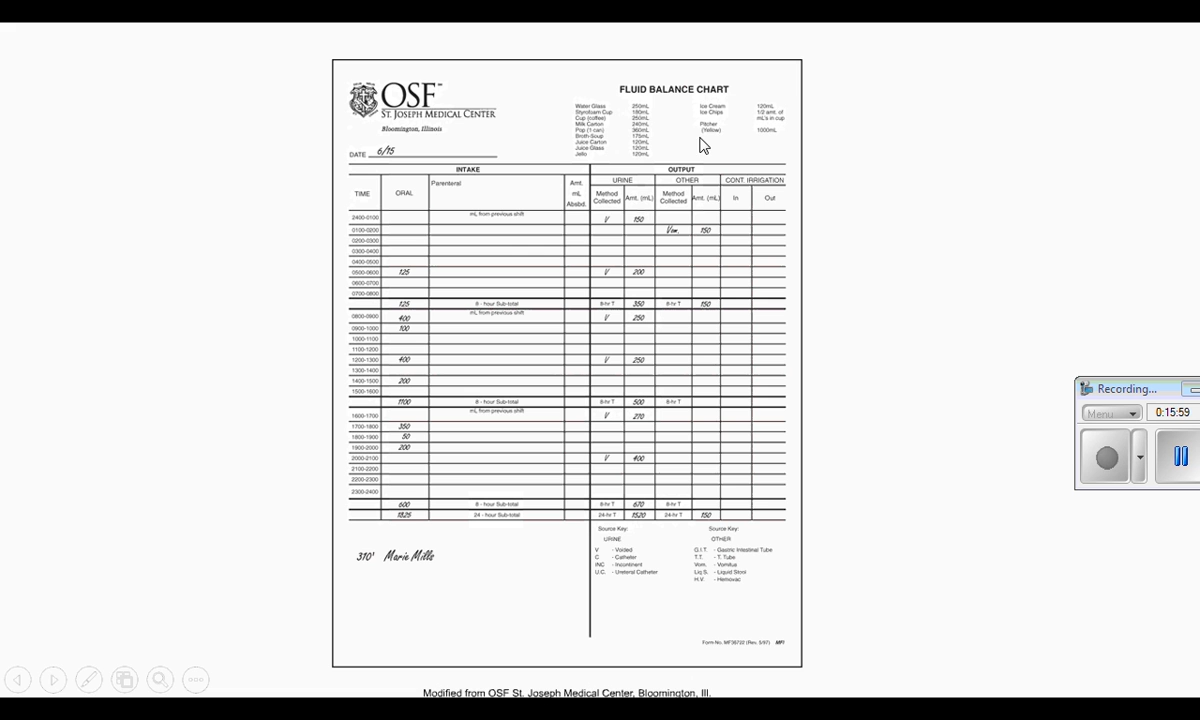 OSF™
ST. JOSEPH MEDICAL CENTER
Bloomington, Illinois
FLUID BALANCE CHART
Water Glass 250mL Ice Cream 120mL
Styrofoam Cup 180mL Ice Chips 1/2 amt. of
Cup (coffee) 250mL mL's in cup
Milk Carton 240mL Pitcher
Pop (1 can) 360mL (Yellow) 1000mL
Broth-Soup 175mL
Juice Carton 120mL
Juice Glass 120mL
Jello 120mL
DATE 6/15
INTAKE OUTPUT
URINE OTHER CONT. IRRIGATION
TIME ORAL Parenteral Amt. mL Absbd. Method Collected Amt. (mL) Method Collected Amt. (mL) In Out
2400-0100 mL from previous shift V 150
0100-0200 Vom. 150
0200-0300
0300-0400
0400-0500
0500-0600 125 V 200
0600-0700
0700-0800
125 8 - hour Sub-total 8-hr T 350 8-hr T 150
0800-0900 400 mL from previous shift V 250
0900-1000 100
1000-1100
1100-1200
1200-1300 400 V 250
1300-1400
1400-1500 200
1500-1600
1100 8 - hour Sub-total 8-hr T 500 8-hr T
1600-1700 mL from previous shift V 270
1700-1800 350
1800-1900 50
1900-2000 200
2000-2100 V 400
2100-2200
2200-2300
2300-2400
600 8 - hour Sub-total 8-hr T 670 8-hr T
1825 24 - hour Sub-total 24-hr T 1520 24-hr T 150
Source Key: Source Key:
URINE OTHER
V - Voided G.I.T. - Gastric Intestinal Tube
C - Catheter T.T. - T. Tube
INC - Incontinent Vom. - Vomitus
U.C. - Ureteral Catheter Liq S. - Liquid Stool
H.V - Hemovac
310' Marie Mills
Form No. MF36722 (Rev. 5/97) MFI
Modified from OSF St. Joseph Medical Center, Bloomington, Ill.
Recording...
Menu 0:15:59